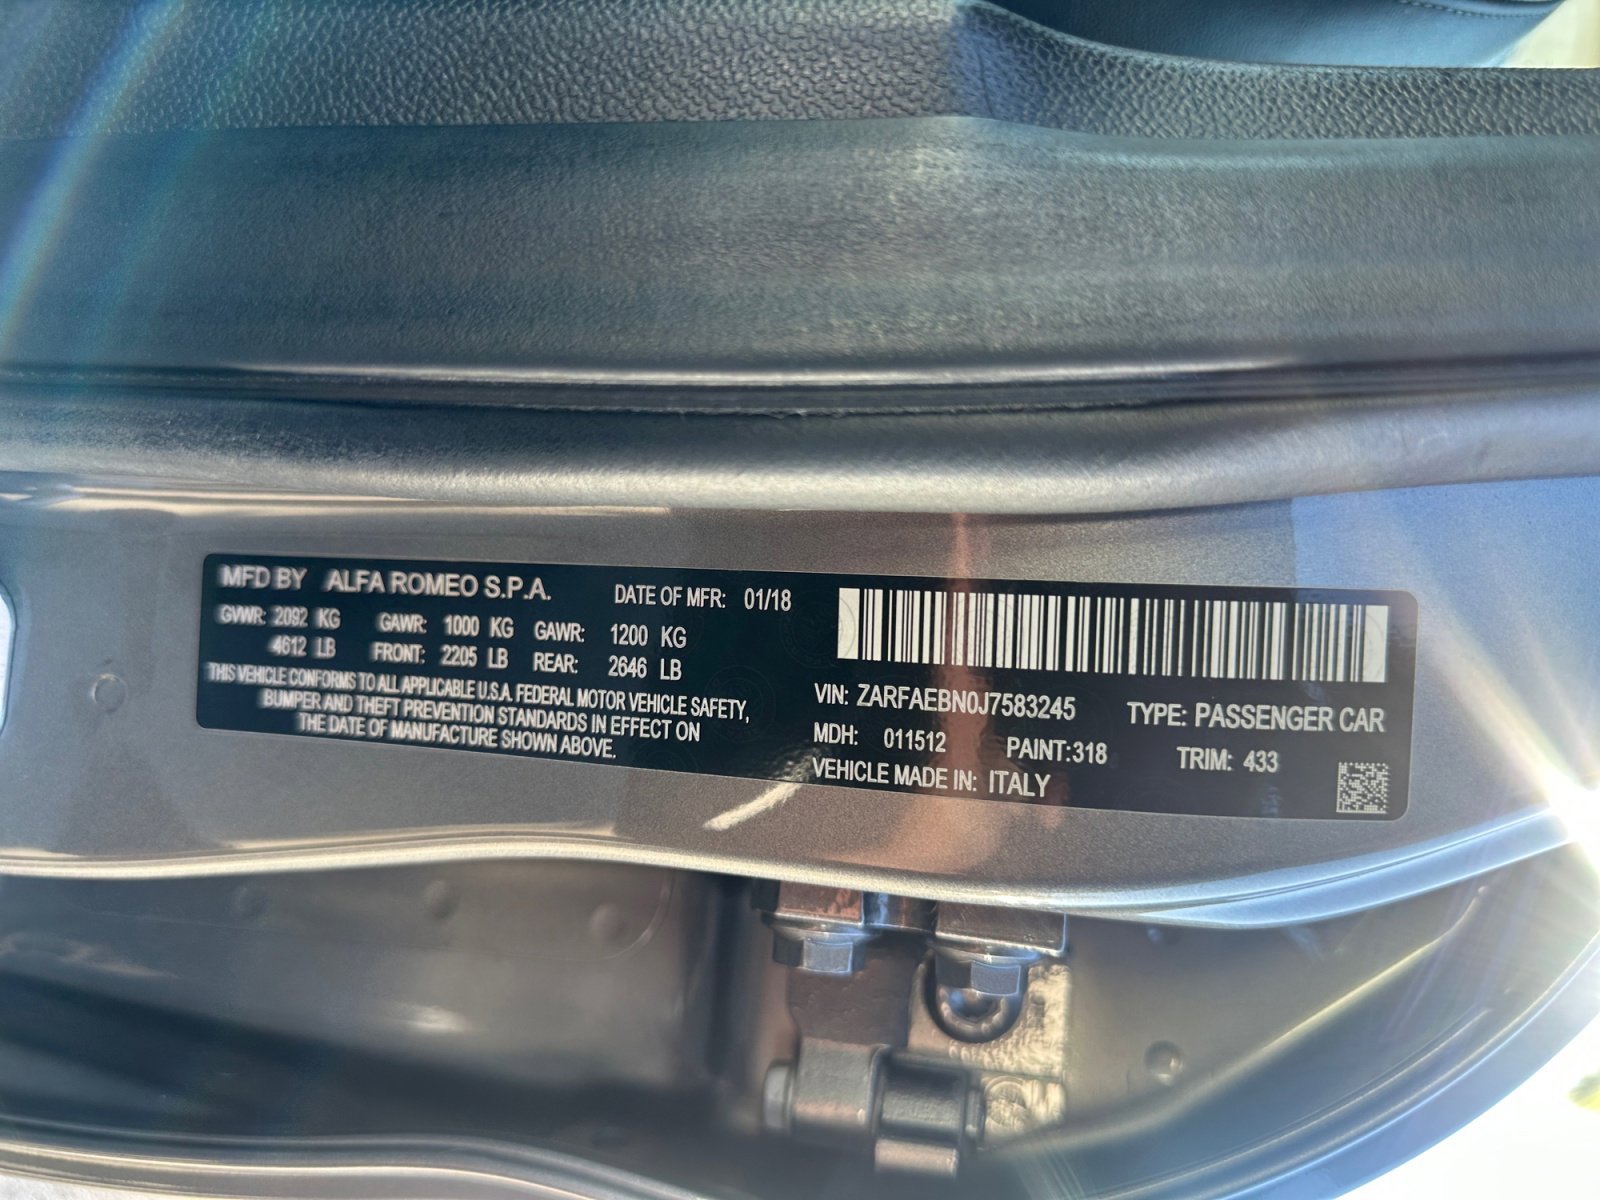 MFD BY ALFA ROMEO S.P.A. DATE OF MFR: 01/18
GVWR: 2092 KG GAWR: 1000 KG GAWR: 1200 KG
4612 LB FRONT: 2205 LB REAR: 2646 LB
THIS VEHICLE CONFORMS TO ALL APPLICABLE U.S.A. FEDERAL MOTOR VEHICLE SAFETY,
BUMPER AND THEFT PREVENTION STANDARDS IN EFFECT ON
THE DATE OF MANUFACTURE SHOWN ABOVE.
VIN: ZARFAEBN0J7583245 TYPE: PASSENGER CAR
MDH: 011512 PAINT:318 TRIM: 433
VEHICLE MADE IN: ITALY